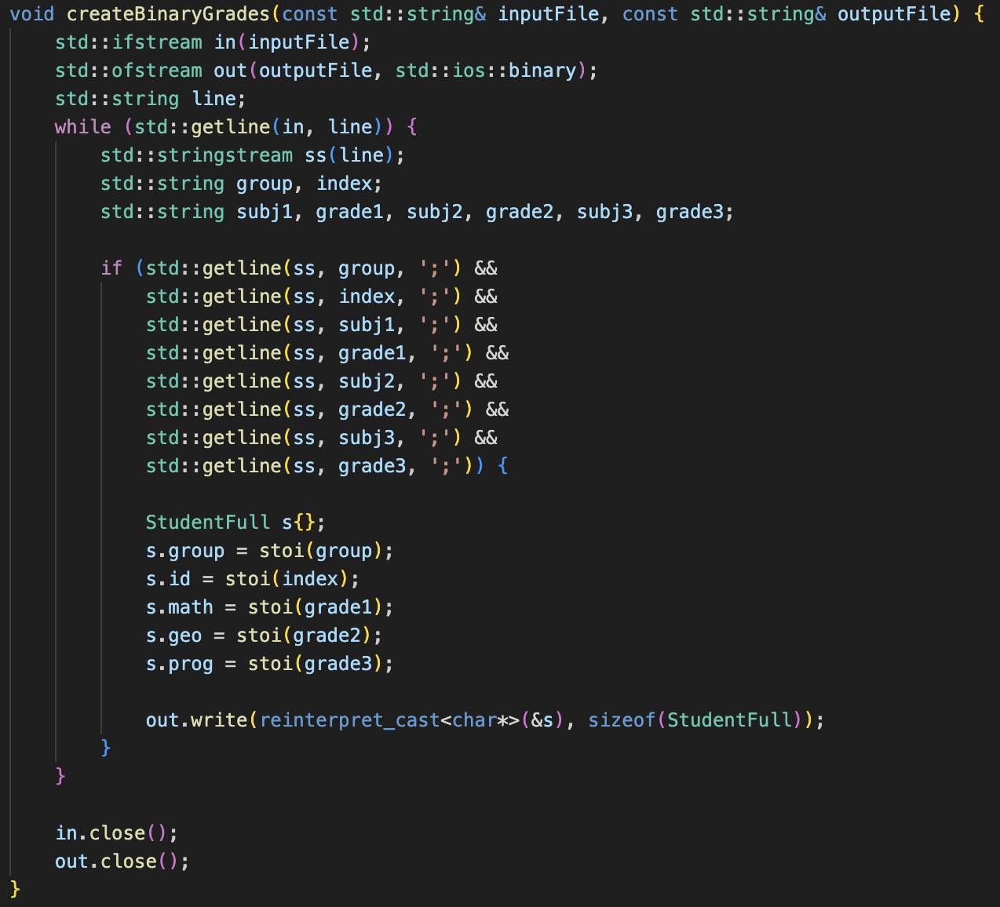 void createBinaryGrades(const std::string& inputFile, const std::string& outputFile) {
    std::ifstream in(inputFile);
    std::ofstream out(outputFile, std::ios::binary);
    std::string line;
    while (std::getline(in, line)) {
        std::stringstream ss(line);
        std::string group, index;
        std::string subj1, grade1, subj2, grade2, subj3, grade3;

        if (std::getline(ss, group, ';') &&
            std::getline(ss, index, ';') &&
            std::getline(ss, subj1, ';') &&
            std::getline(ss, grade1, ';') &&
            std::getline(ss, subj2, ';') &&
            std::getline(ss, grade2, ';') &&
            std::getline(ss, subj3, ';') &&
            std::getline(ss, grade3, ';')) {

            StudentFull s{};
            s.group = stoi(group);
            s.id = stoi(index);
            s.math = stoi(grade1);
            s.geo = stoi(grade2);
            s.prog = stoi(grade3);

            out.write(reinterpret_cast<char*>(&s), sizeof(StudentFull));
        }
    }

    in.close();
    out.close();
}